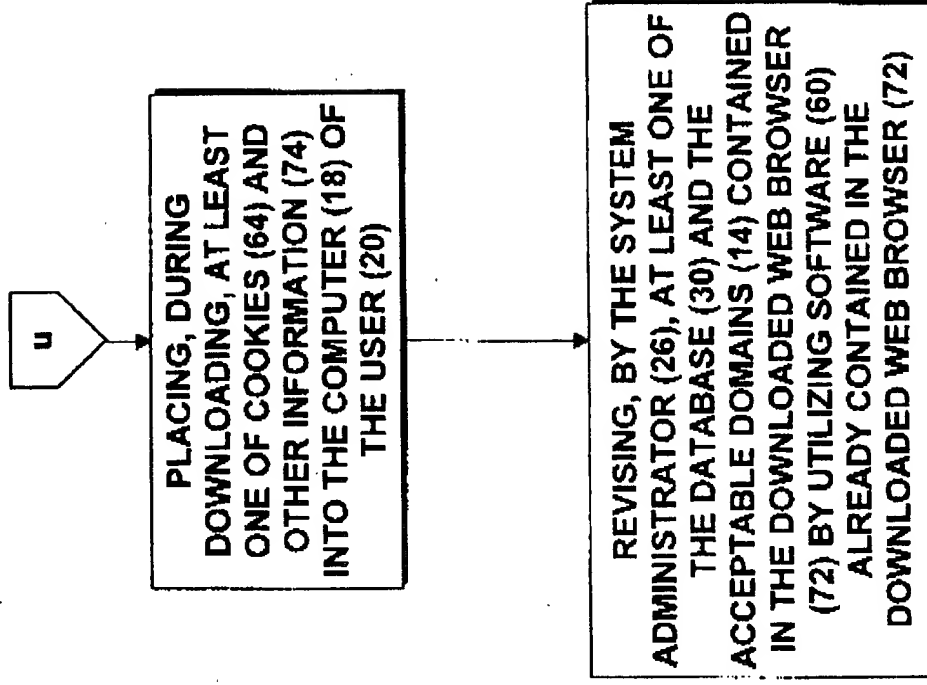 u
PLACING, DURING
DOWNLOADING, AT LEAST
ONE OF COOKIES (64) AND
OTHER INFORMATION (74)
INTO THE COMPUTER (18) OF
THE USER (20)
REVISING, BY THE SYSTEM
ADMINISTRATOR (26), AT LEAST ONE OF
THE DATABASE (30) AND THE
ACCEPTABLE DOMAINS (14) CONTAINED
IN THE DOWNLOADED WEB BROWSER
(72) BY UTILIZING SOFTWARE (60)
ALREADY CONTAINED IN THE
DOWNLOADED WEB BROWSER (72)